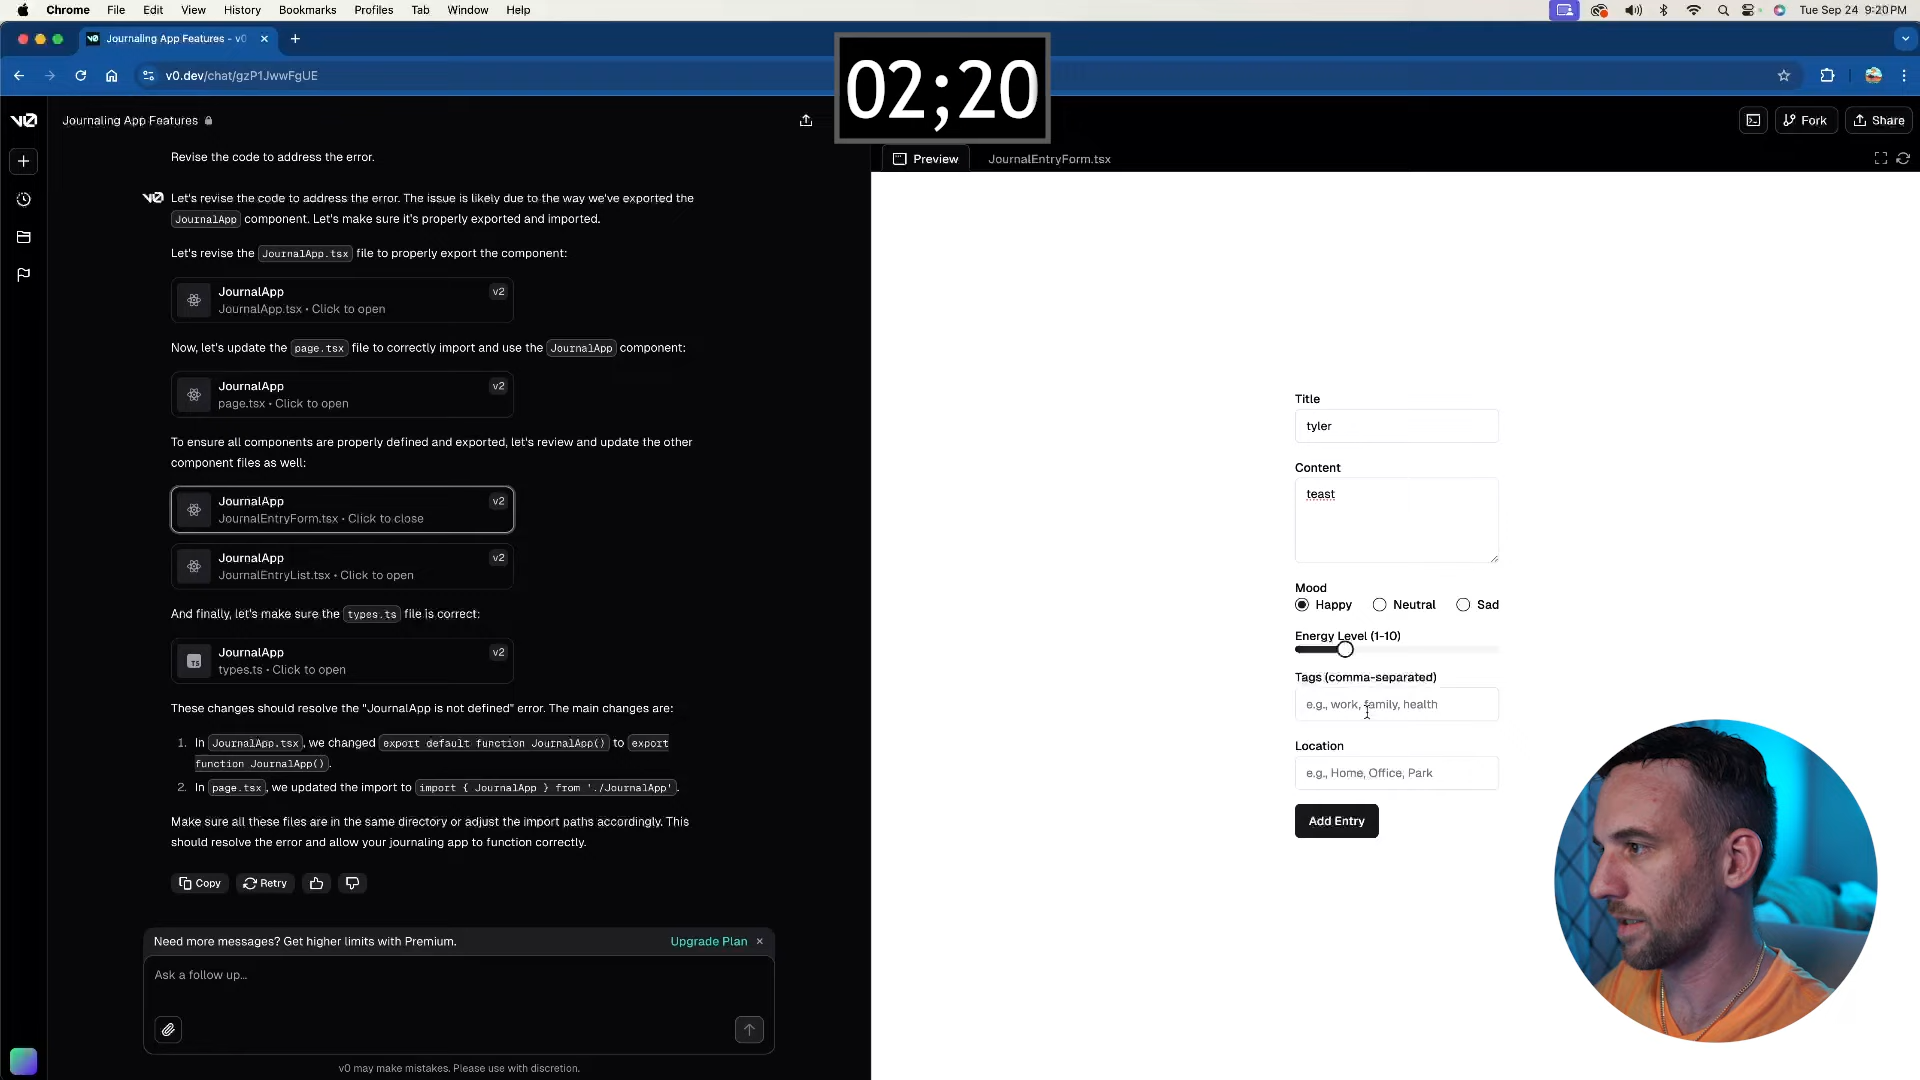 Chrome File Edit View History Bookmarks Profiles Tab Window Help
Tue Sep 24 9:20 PM
Journaling App Features - v0
v0.dev/chat/gzP1JwwFgUE
02;20
Journaling App Features
Fork
Share
Preview
JournalEntryForm.tsx
Revise the code to address the error.
Let's revise the code to address the error. The issue is likely due to the way we've exported the
JournalApp component. Let's make sure it's properly exported and imported.
Let's revise the JournalApp.tsx file to properly export the component:
JournalApp
v2
JournalApp.tsx • Click to open
Now, let's update the page.tsx file to correctly import and use the JournalApp component:
JournalApp
v2
page.tsx • Click to open
To ensure all components are properly defined and exported, let's review and update the other
component files as well:
JournalApp
v2
JournalEntryForm.tsx • Click to close
JournalApp
v2
JournalEntryList.tsx • Click to open
And finally, let's make sure the types.ts file is correct:
TS
JournalApp
v2
types.ts • Click to open
These changes should resolve the "JournalApp is not defined" error. The main changes are:
1. In JournalApp.tsx, we changed export default function JournalApp() to export
function JournalApp().
2. In page.tsx, we updated the import to import { JournalApp } from './JournalApp'.
Make sure all these files are in the same directory or adjust the import paths accordingly. This
should resolve the error and allow your journaling app to function correctly.
Copy
Retry
Need more messages? Get higher limits with Premium.
Upgrade Plan
Ask a follow up...
v0 may make mistakes. Please use with discretion.
Title
tyler
Content
teast
Mood
Happy
Neutral
Sad
Energy Level (1-10)
Tags (comma-separated)
e.g., work, family, health
Location
e.g., Home, Office, Park
Add Entry